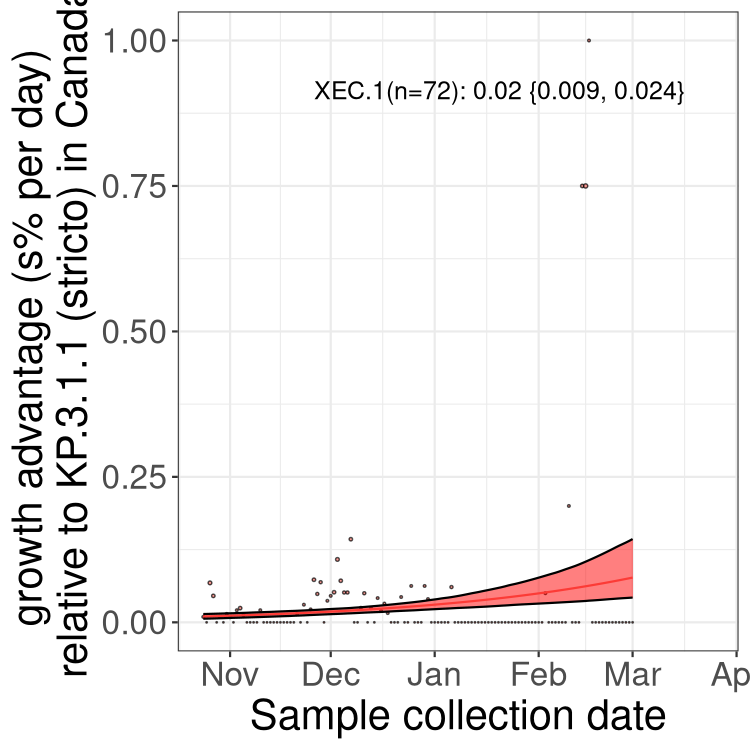 growth advantage (s% per day)
relative to KP.3.1.1 (stricto) in Canada
1.00
XEC.1(n=72): 0.02 {0.009, 0.024}
0.75
0.50
0.25
0.00
Nov Dec Jan Feb Mar Ap
Sample collection date